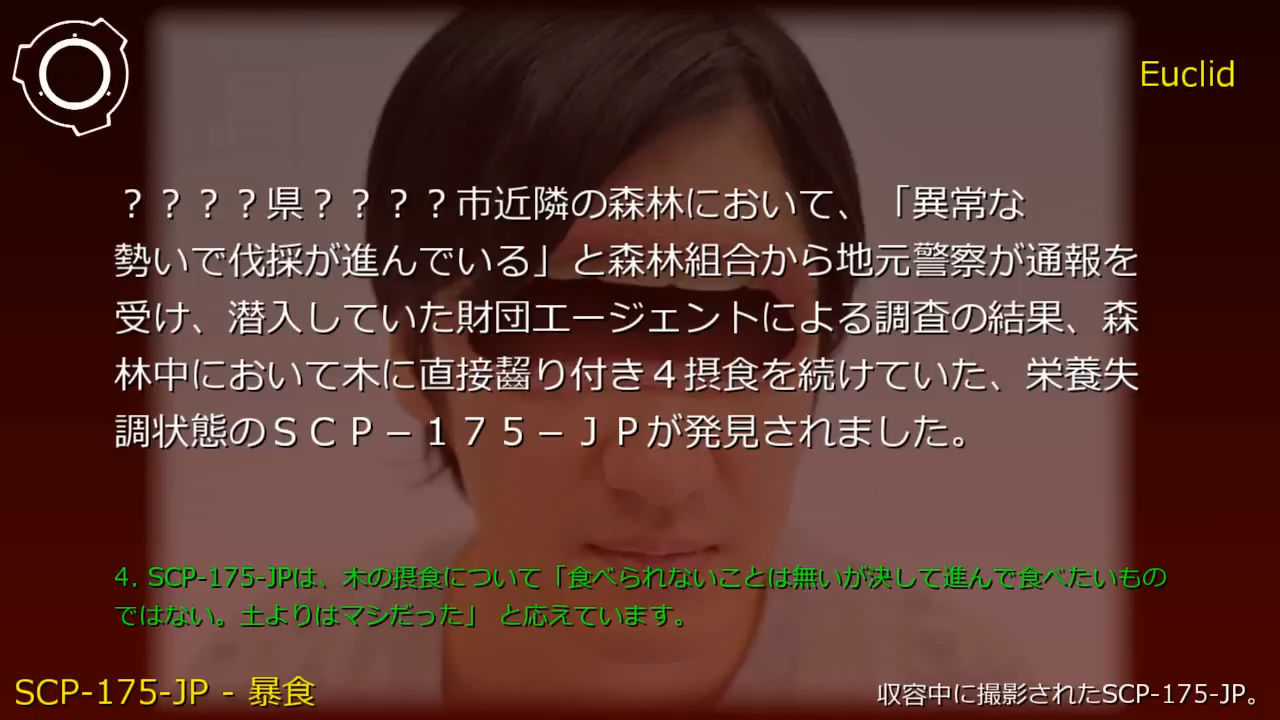 Euclid
？？？？県？？？？市近隣の森林において、「異常な
勢いで伐採が進んでいる」と森林組合から地元警察が通報を
受け、潜入していた財団エージェントによる調査の結果、森
林中において木に直接齧り付き４摂食を続けていた、栄養失
調状態のＳＣＰ－１７５－ＪＰが発見されました。
4. SCP-175-JPは、木の摂食について「食べられないことは無いが決して進んで食べたいもの
ではない。土よりはマシだった」 と応えています。
SCP-175-JP - 暴食
収容中に撮影されたSCP-175-JP。